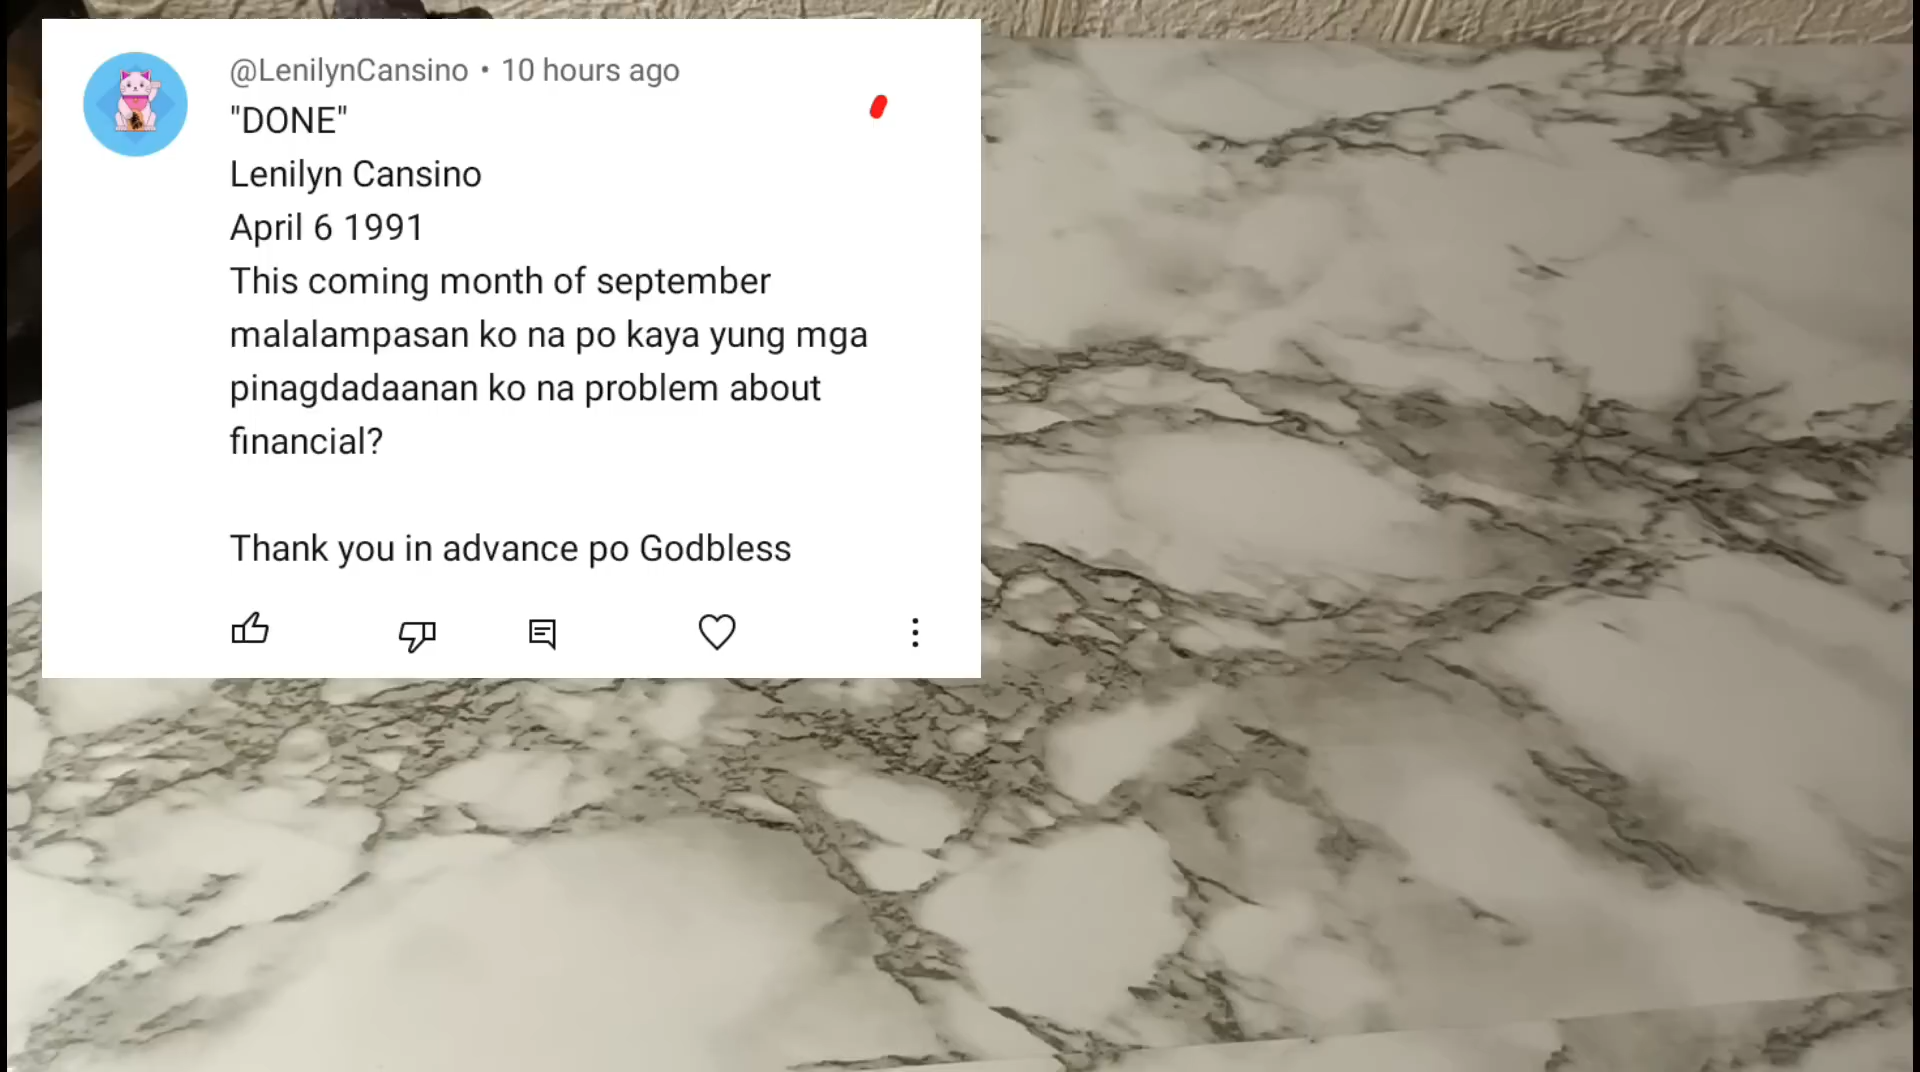 @LenilynCansino • 10 hours ago
"DONE"
Lenilyn Cansino
April 6 1991
This coming month of september
malalampasan ko na po kaya yung mga
pinagdadaanan ko na problem about
financial?
Thank you in advance po Godbless